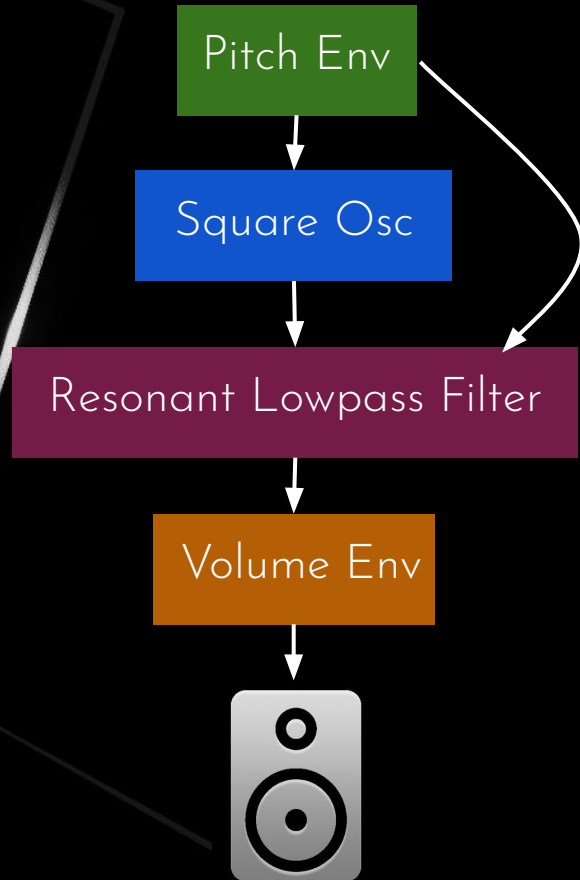 Pitch Env
Square Osc
Resonant Lowpass Filter
Volume Env